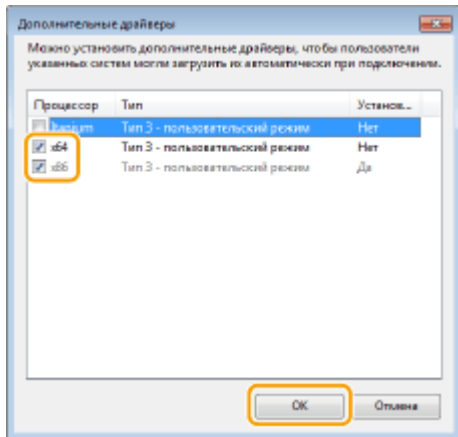 Дополнительные драйверы
Можно установить дополнительные драйверы, чтобы пользователи
указанных систем могли загрузить их автоматически при подключении.
Процессор Тип Установ...
Itanium Тип 3 - пользовательский режим Нет
x64 Тип 3 - пользовательский режим Нет
x86 Тип 3 - пользовательский режим Да
ОК Отмена